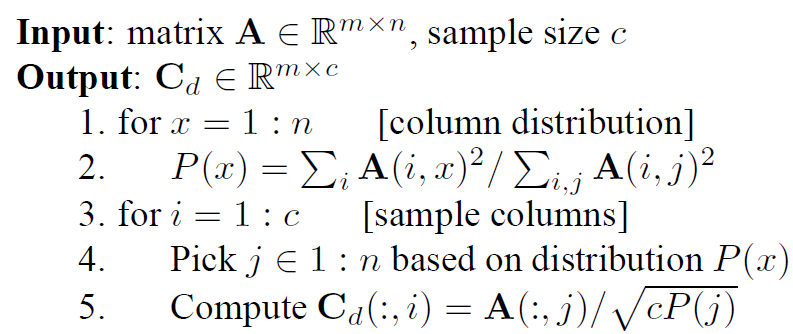 Input: matrix A ∈ ℝ^{m×n}, sample size c
Output: C_d ∈ ℝ^{m×c}
1. for x = 1 : n [column distribution]
2. P(x) = ∑_i A(i, x)^2 / ∑_{i,j} A(i, j)^2
3. for i = 1 : c [sample columns]
4. Pick j ∈ 1 : n based on distribution P(x)
5. Compute C_d(:, i) = A(:, j)/√(cP(j))